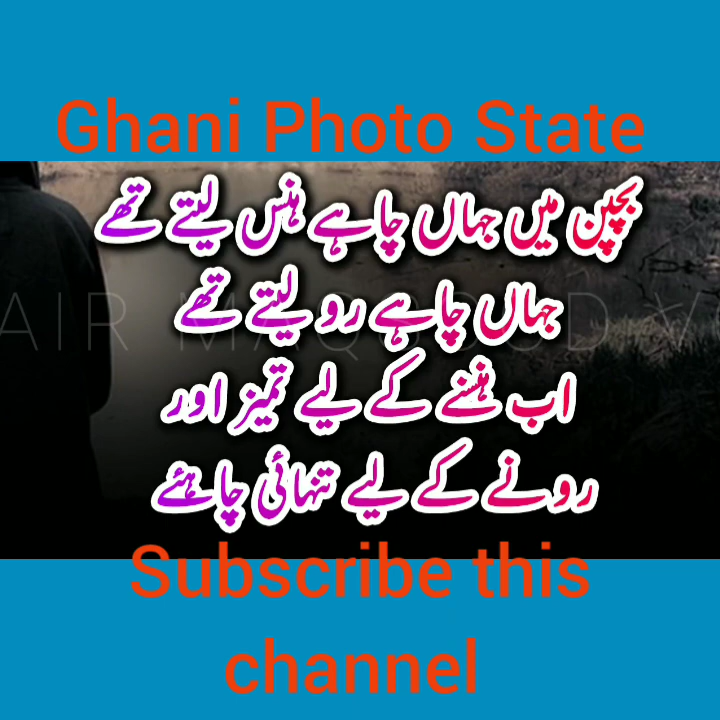 Ghani Photo State
بچپن میں جہاں چاہے ہنس لیتے تھے
جہاں چاہے رو لیتے تھے
اب ہنسنے کے لیے تمیز اور
رونے کے لیے تنہائی چاہئے
Subscribe this
channel